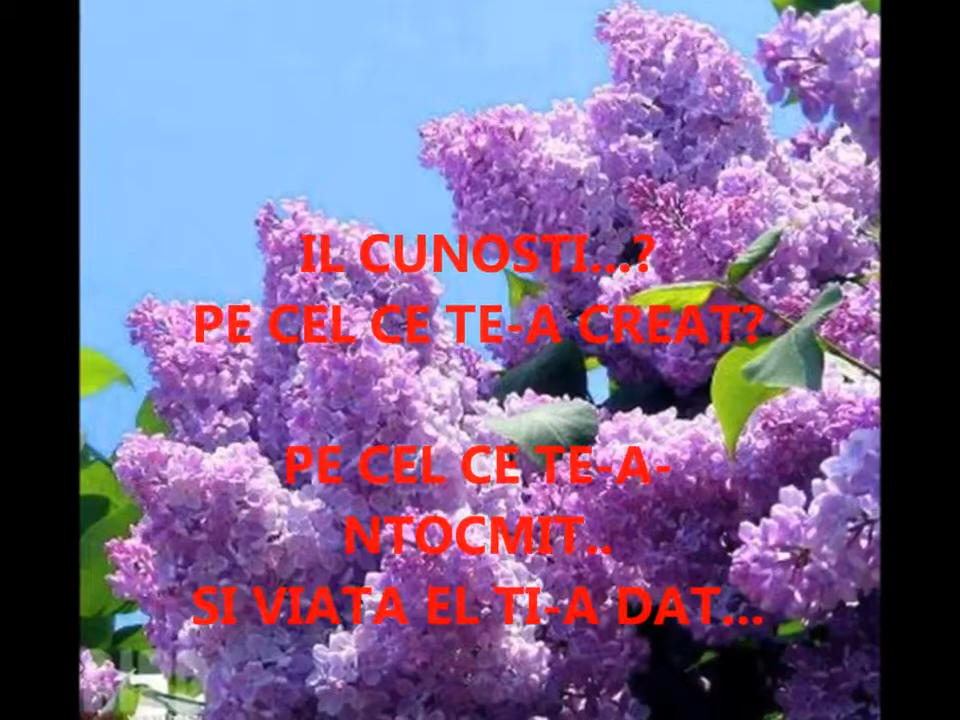 IL CUNOSTI...?
PE CEL CE TE-A CREAT?
PE CEL CE TE-A-
NTOCMIT..
SI VIATA EL TI-A DAT...